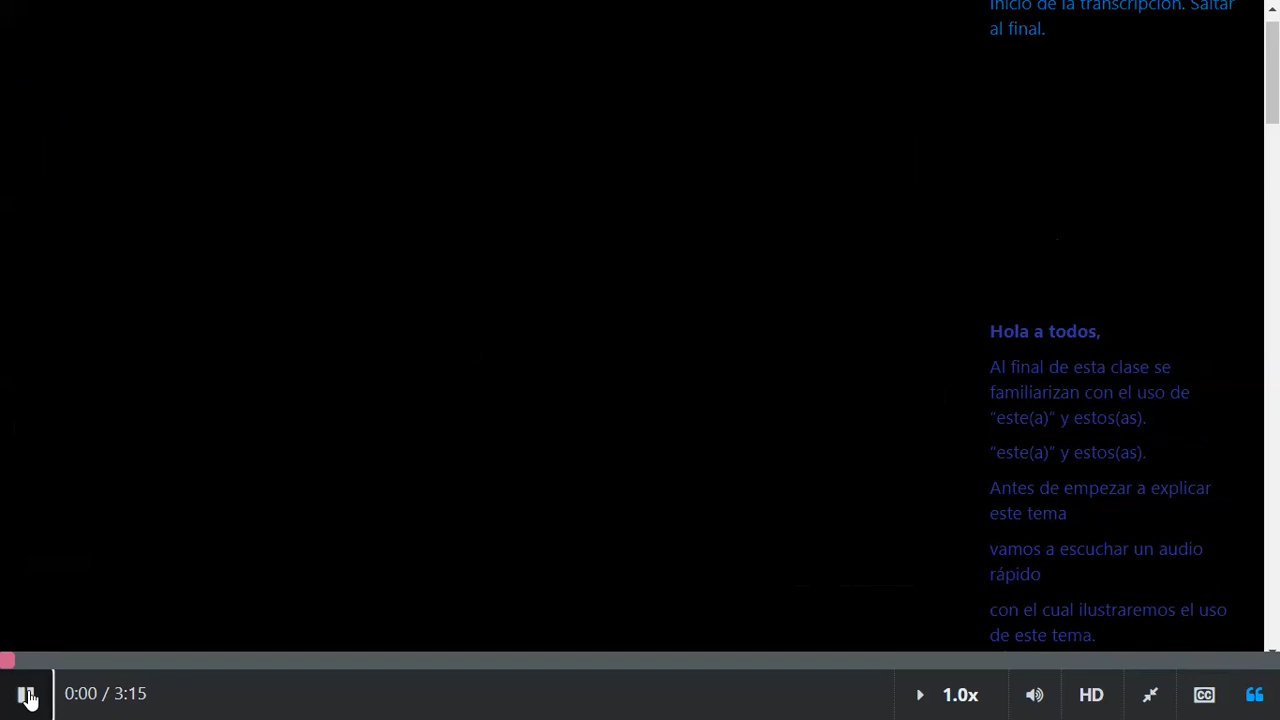 Inicio de la transcripción. Saltar
al final.
Hola a todos,
Al final de esta clase se
familiarizan con el uso de
"este(a)" y estos(as).
"este(a)" y estos(as).
Antes de empezar a explicar
este tema
vamos a escuchar un audio
rápido
con el cual ilustraremos el uso
de este tema.
0:00 / 3:15
1.0x
HD
CC